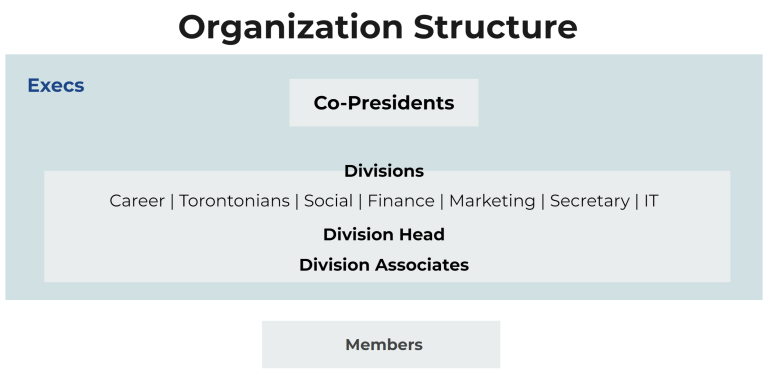 Organization Structure
Execs
Co-Presidents
Divisions
Career | Torontonians | Social | Finance | Marketing | Secretary | IT
Division Head
Division Associates
Members